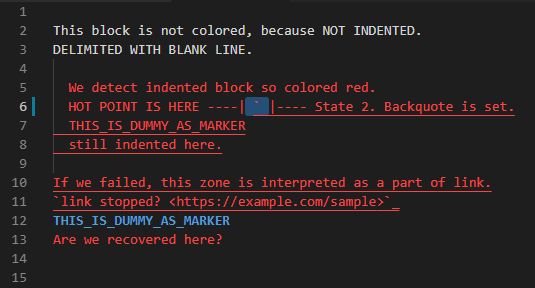 1
2 This block is not colored, because NOT INDENTED.
3 DELIMITED WITH BLANK LINE.
4
5 We detect indented block so colored red.
6 HOT POINT IS HERE ----| ` |---- State 2. Backquote is set.
7 THIS_IS_DUMMY_AS_MARKER
8 still indented here.
9
10 If we failed, this zone is interpreted as a part of link.
11 `link stopped? <https://example.com/sample>`_
12 THIS_IS_DUMMY_AS_MARKER
13 Are we recovered here?
14
15